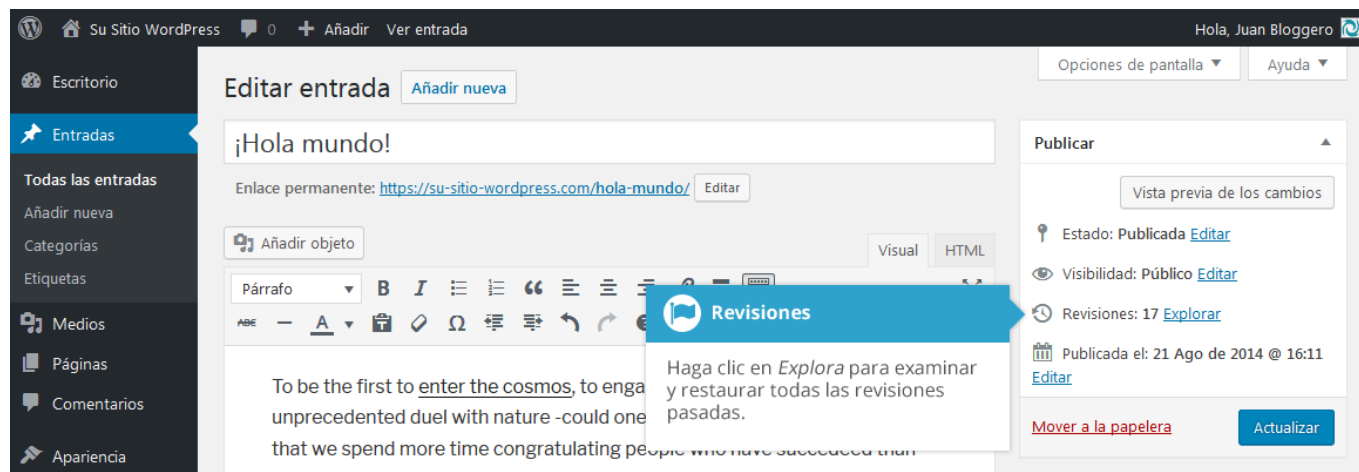 Su Sitio WordPress 0 Añadir Ver entrada Hola, Juan Bloggero
Escritorio
Entradas
Todas las entradas
Añadir nueva
Categorías
Etiquetas
Medios
Páginas
Comentarios
Apariencia
Opciones de pantalla Ayuda
Editar entrada Añadir nueva
¡Hola mundo!
Enlace permanente: https://su-sitio-wordpress.com/hola-mundo/ Editar
Añadir objeto
Visual HTML
Párrafo B I
ABC A Ω
To be the first to enter the cosmos, to
unprecedented duel with nature -could
that we spend more time congratulating people who have succeeded than
Revisiones
Haga clic en Explora para examinar
y restaurar todas las revisiones
pasadas.
Publicar
Vista previa de los cambios
Estado: Publicada Editar
Visibilidad: Público Editar
Revisiones: 17 Explorar
Publicada el: 21 Ago de 2014 @ 16:11
Editar
Mover a la papelera Actualizar